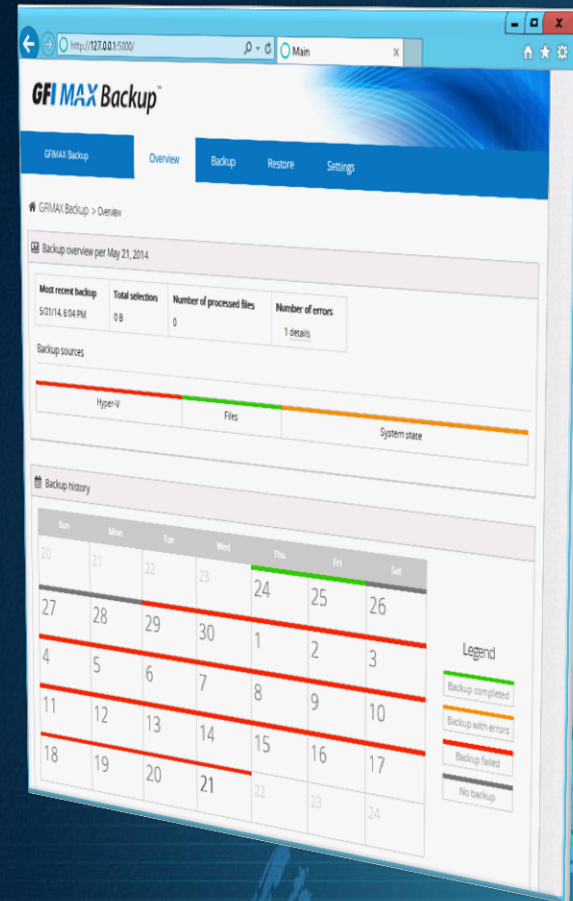 http://127.0.0.1:5000/
Main
GFI MAX Backup™
GFIMAX Backup Overview Backup Restore Settings
GFIMAX Backup > Overview
Backup overview per May 21, 2014
Most recent backup Total selection Number of processed files Number of errors
5/21/14, 6:04 PM 0 B 0 1 details
Backup sources
Hyper-V Files System state
Backup history
Sun Mon Tue Wed Thu Fri Sat
20 21 22 23 24 25 26
27 28 29 30 1 2 3
4 5 6 7 8 9 10
11 12 13 14 15 16 17
18 19 20 21 22 23 24
Legend
Backup completed
Backup with errors
Backup failed
No backup